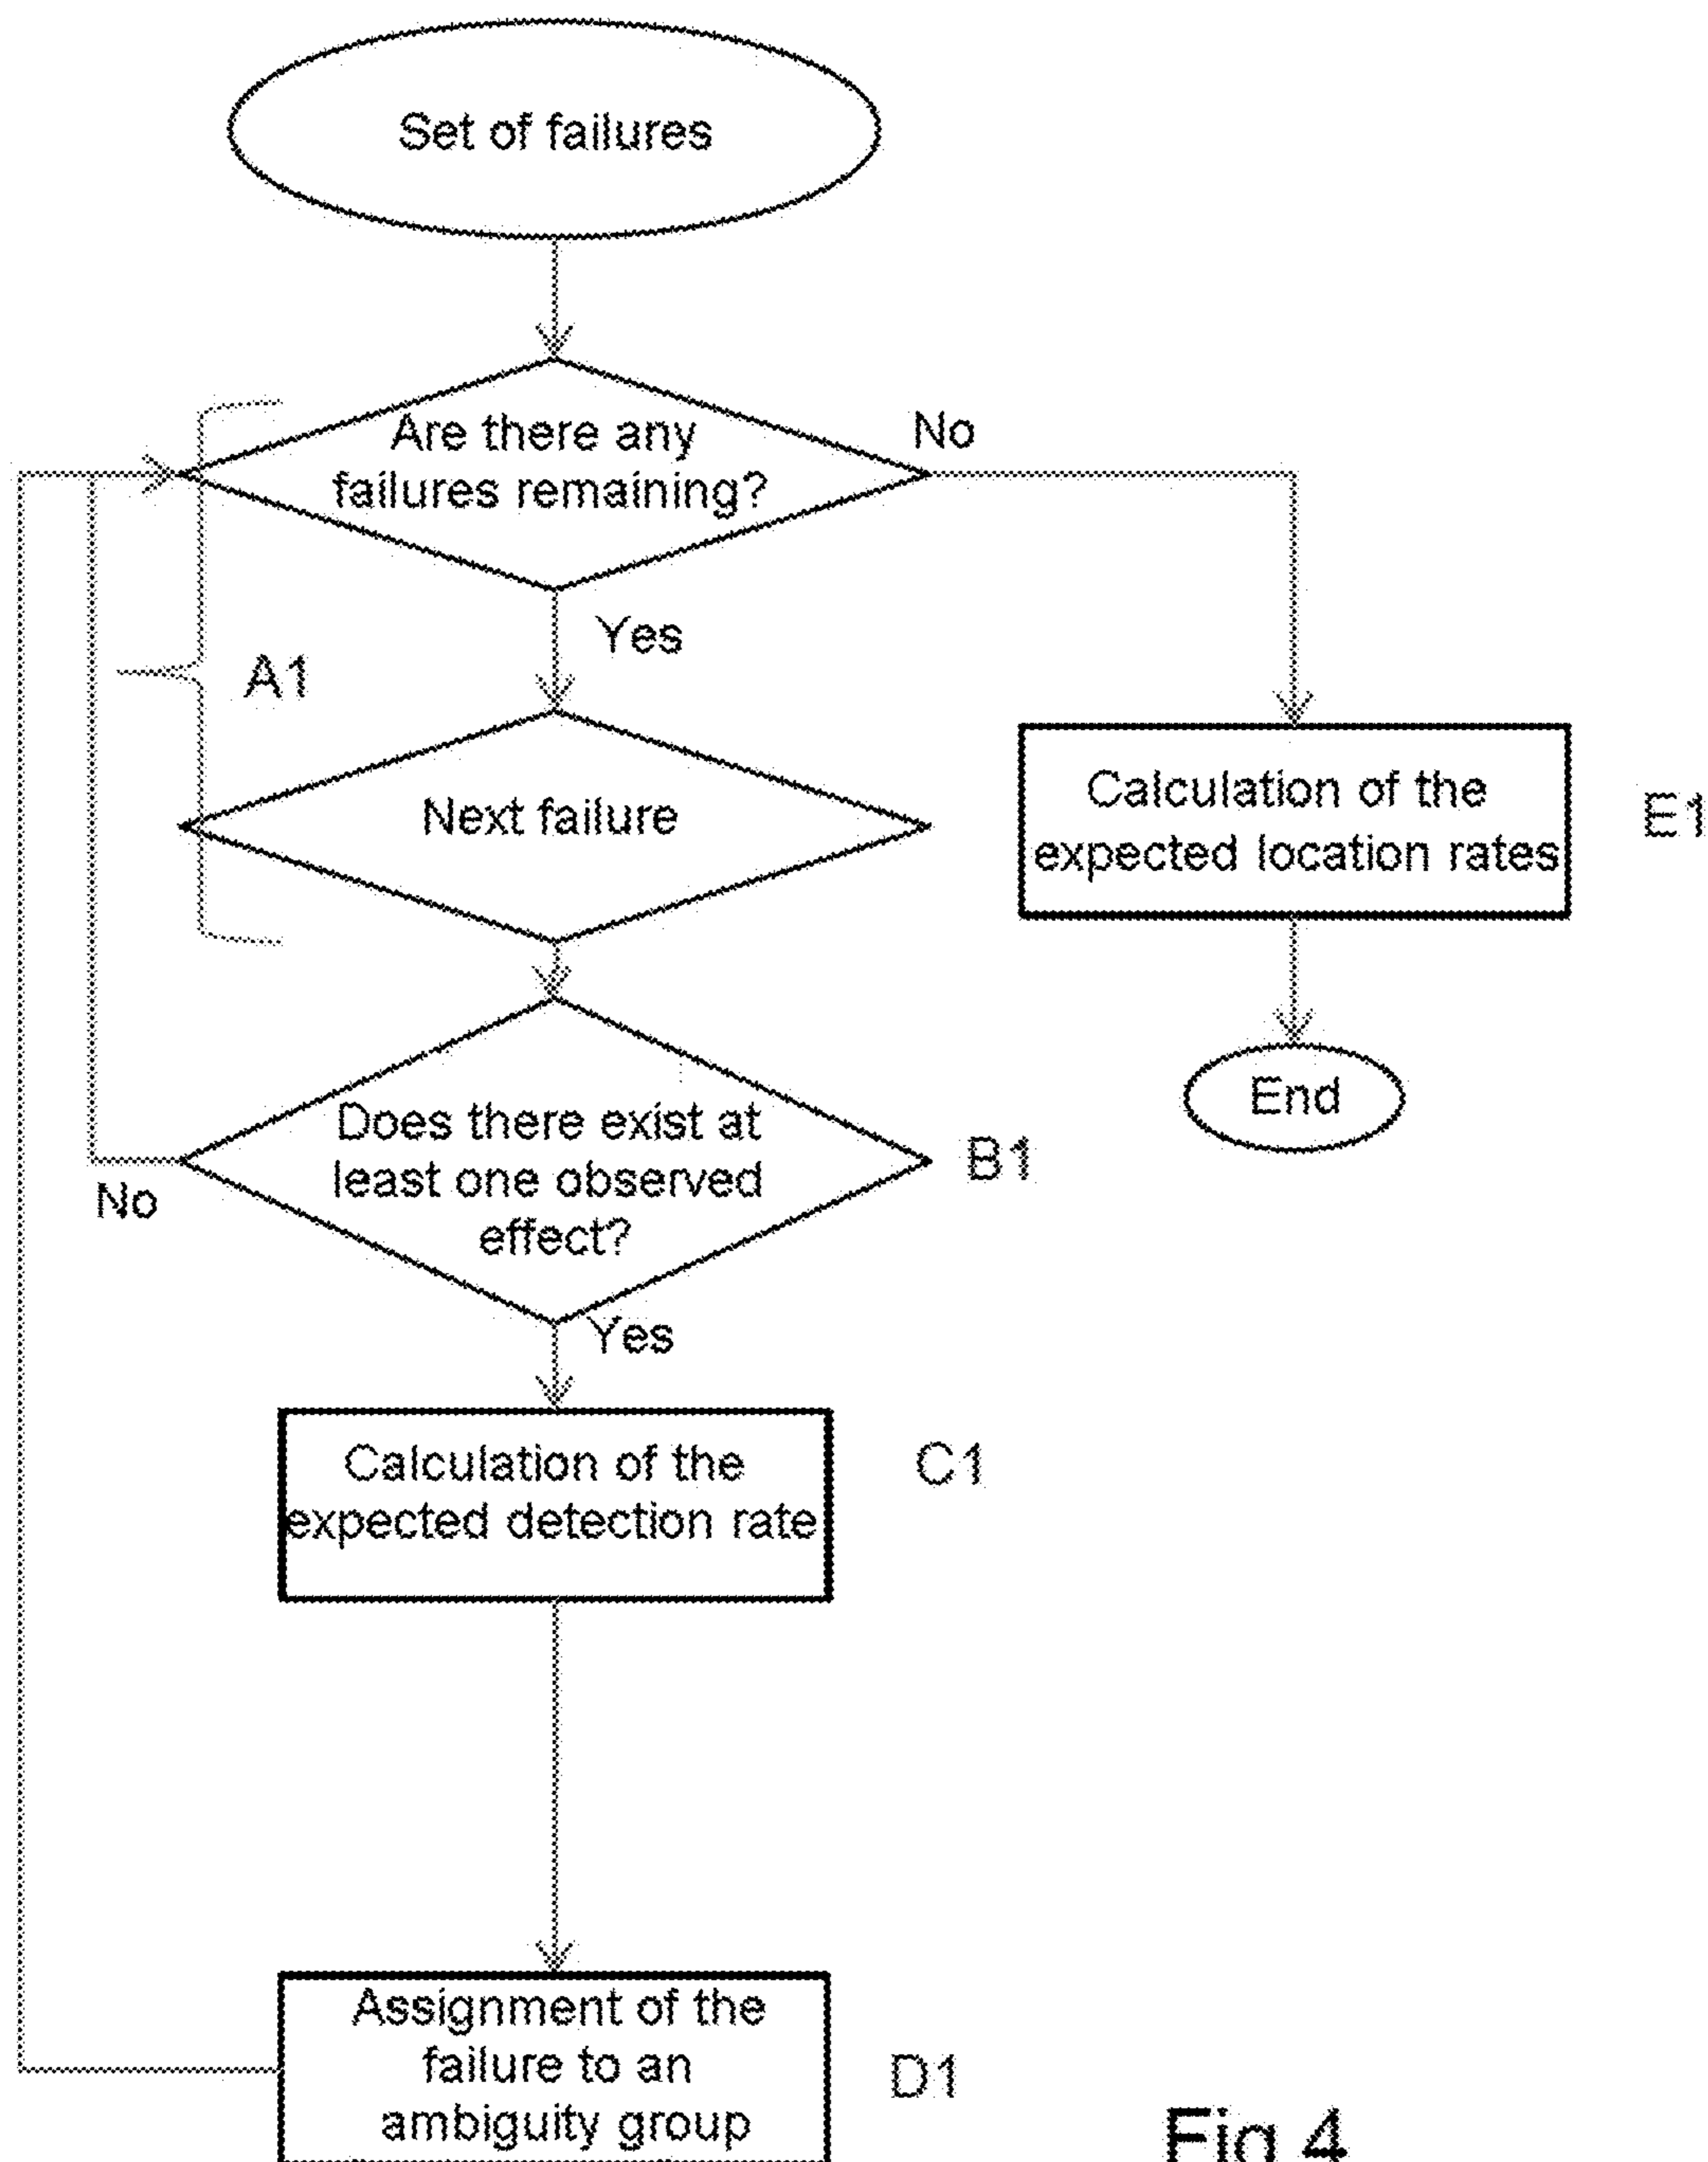 Set of failures
Are there any
failures remaining?
No
Yes
A1
Next failure
Calculation of the
expected location rates
E1
End
Does there exist at
least one observed
effect?
B1
No
Yes
Calculation of the
expected detection rate
C1
Assignment of the
failure to an
ambiguity group
D1
Fig 4